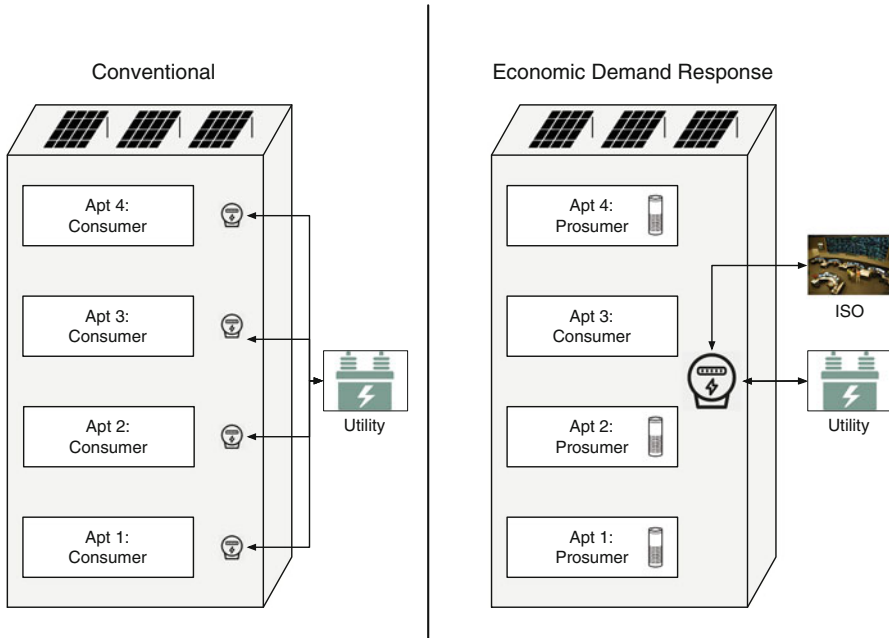 Conventional
Apt 4:
Consumer
Apt 3:
Consumer
Apt 2:
Consumer
Apt 1:
Consumer
Utility
Economic Demand Response
Apt 4:
Prosumer
Apt 3:
Consumer
Apt 2:
Prosumer
Apt 1:
Prosumer
ISO
Utility